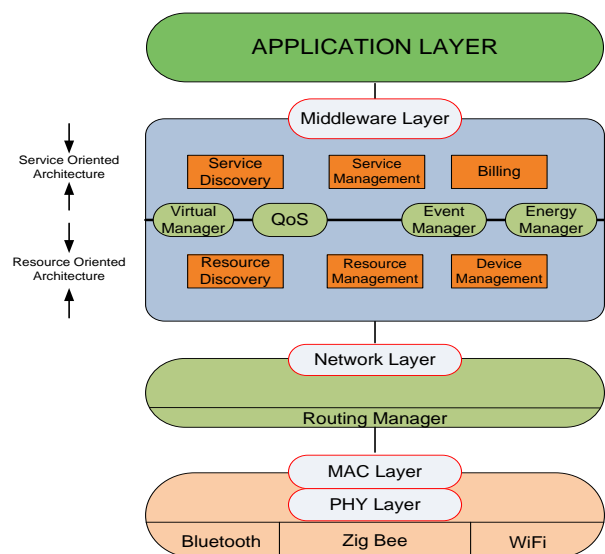 APPLICATION LAYER
Middleware Layer
Service Oriented
Architecture
Service
Discovery
Service
Management
Billing
Virtual
Manager
QoS
Event
Manager
Energy
Manager
Resource Oriented
Architecture
Resource
Discovery
Resource
Management
Device
Management
Network Layer
Routing Manager
MAC Layer
PHY Layer
Bluetooth
Zig Bee
WiFi